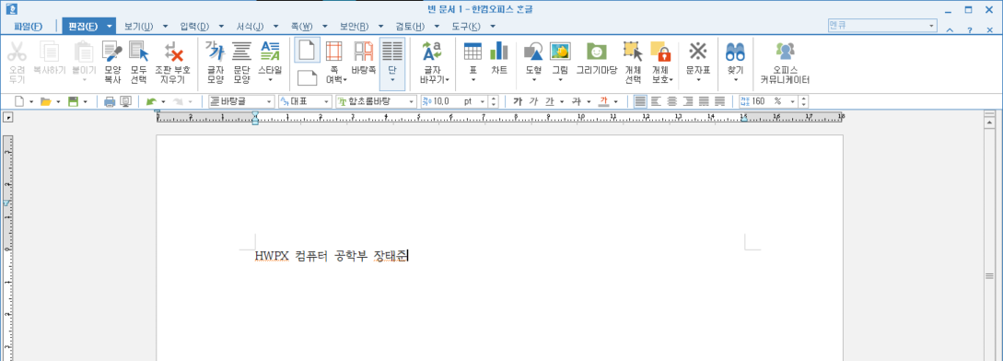 빈 문서 1 - 한컴오피스 한글
파일(F) 편집(E) 보기(U) 입력(D) 서식(J) 쪽(W) 보안(R) 검토(H) 도구(K) 멘큐
오려 두기 복사하기 붙이기 모양 복사 모두 선택 조판 부호 지우기 글자 모양 문단 모양 스타일 쪽 여백 바탕쪽 단 글자 바꾸기 표 차트 도형 그림 그리기마당 개체 선택 개체 보호 문자표 찾기 오피스 커뮤니케이터
바탕글 대표 함초롬바탕 10,0 pt 가 가 가 가 가 160 %
HWPX 컴퓨터 공학부 장태준